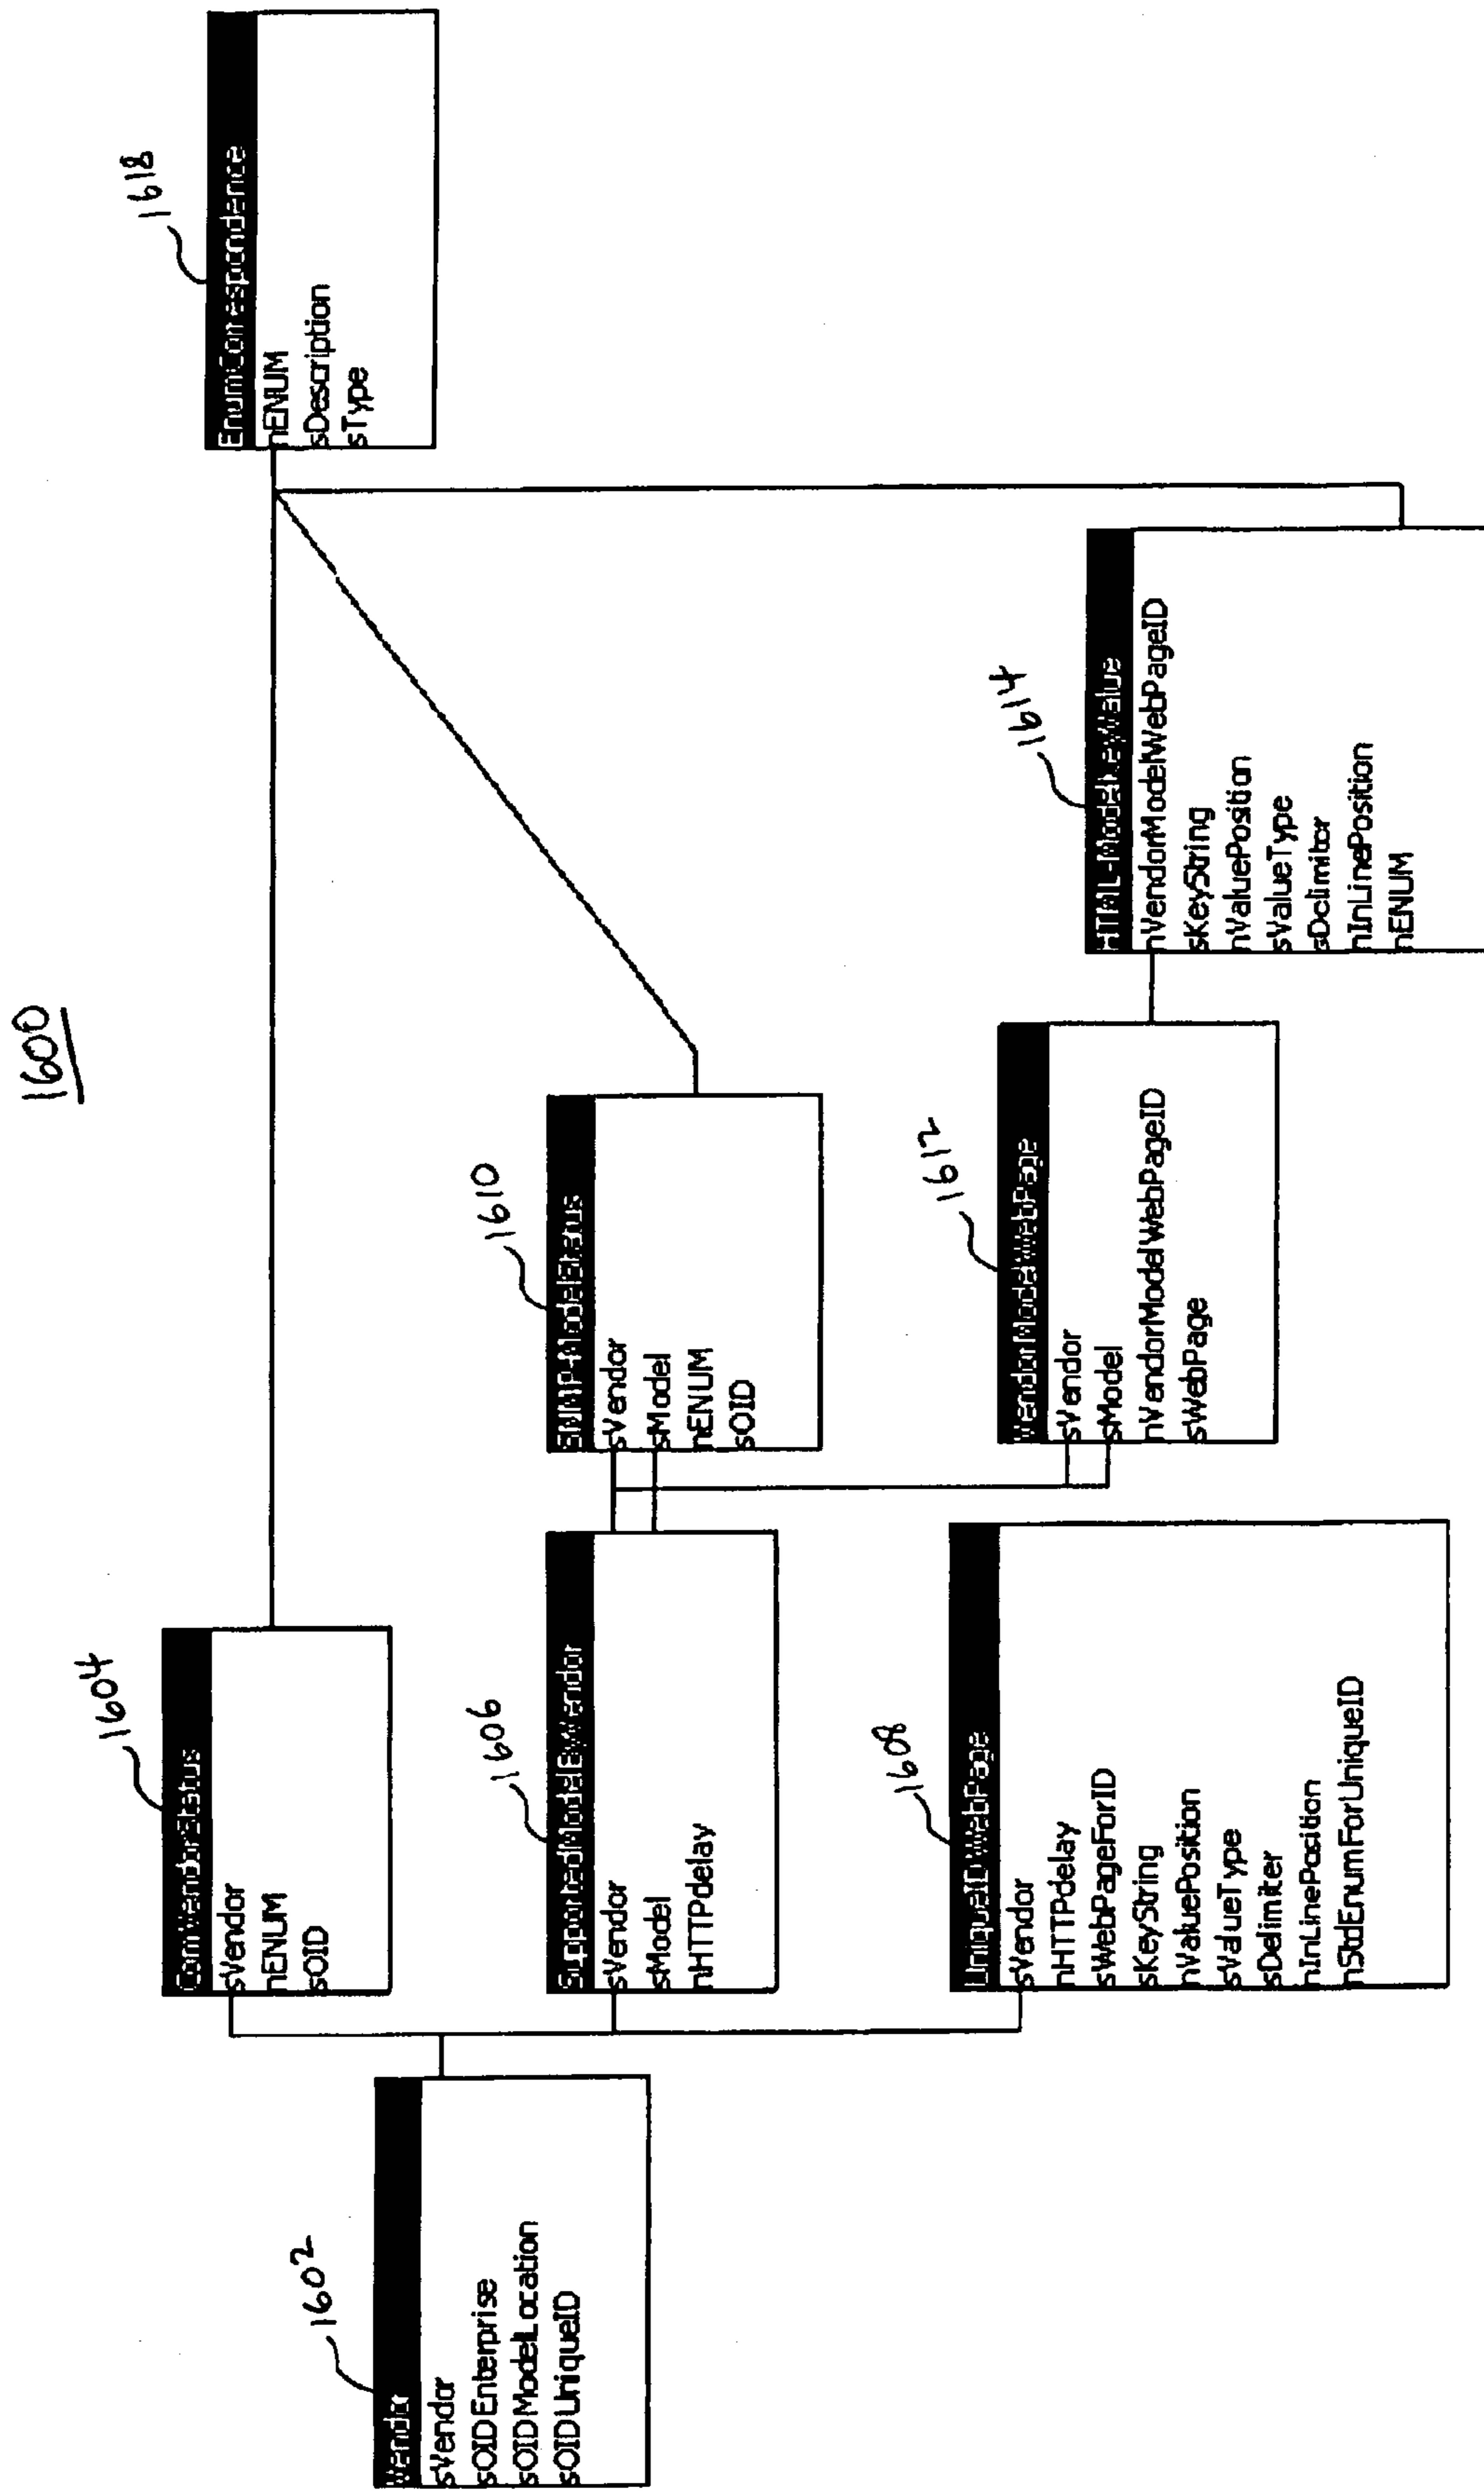 1600
1602
Vendor
sVendor
sOIDEnterprise
sOIDModelLocation
sOIDUniqueID
1604
ComVendorStatus
sVendor
nENUM
sOID
1606
SupportedModelByVendor
sVendor
sModel
nHTTPdelay
1608
UniqueIDWebPage
sVendor
nHTTPdelay
sWebPageForID
sKeyString
nValuePosition
sValueType
sDelimiter
nInLinePosition
nStdEnumForUniqueID
1610
SNMP-ModelStatus
sVendor
sModel
nENUM
sOID
1612
VendorModelWebPage
sVendor
sModel
nVendorModelWebPageID
sWebPage
1614
HTML-ModelKeyValue
nVendorModelWebPageID
sKeyString
nValuePosition
sValueType
sDelimiter
nInLinePosition
nENUM
1618
EnumCorrespondence
nENUM
sDescription
sType